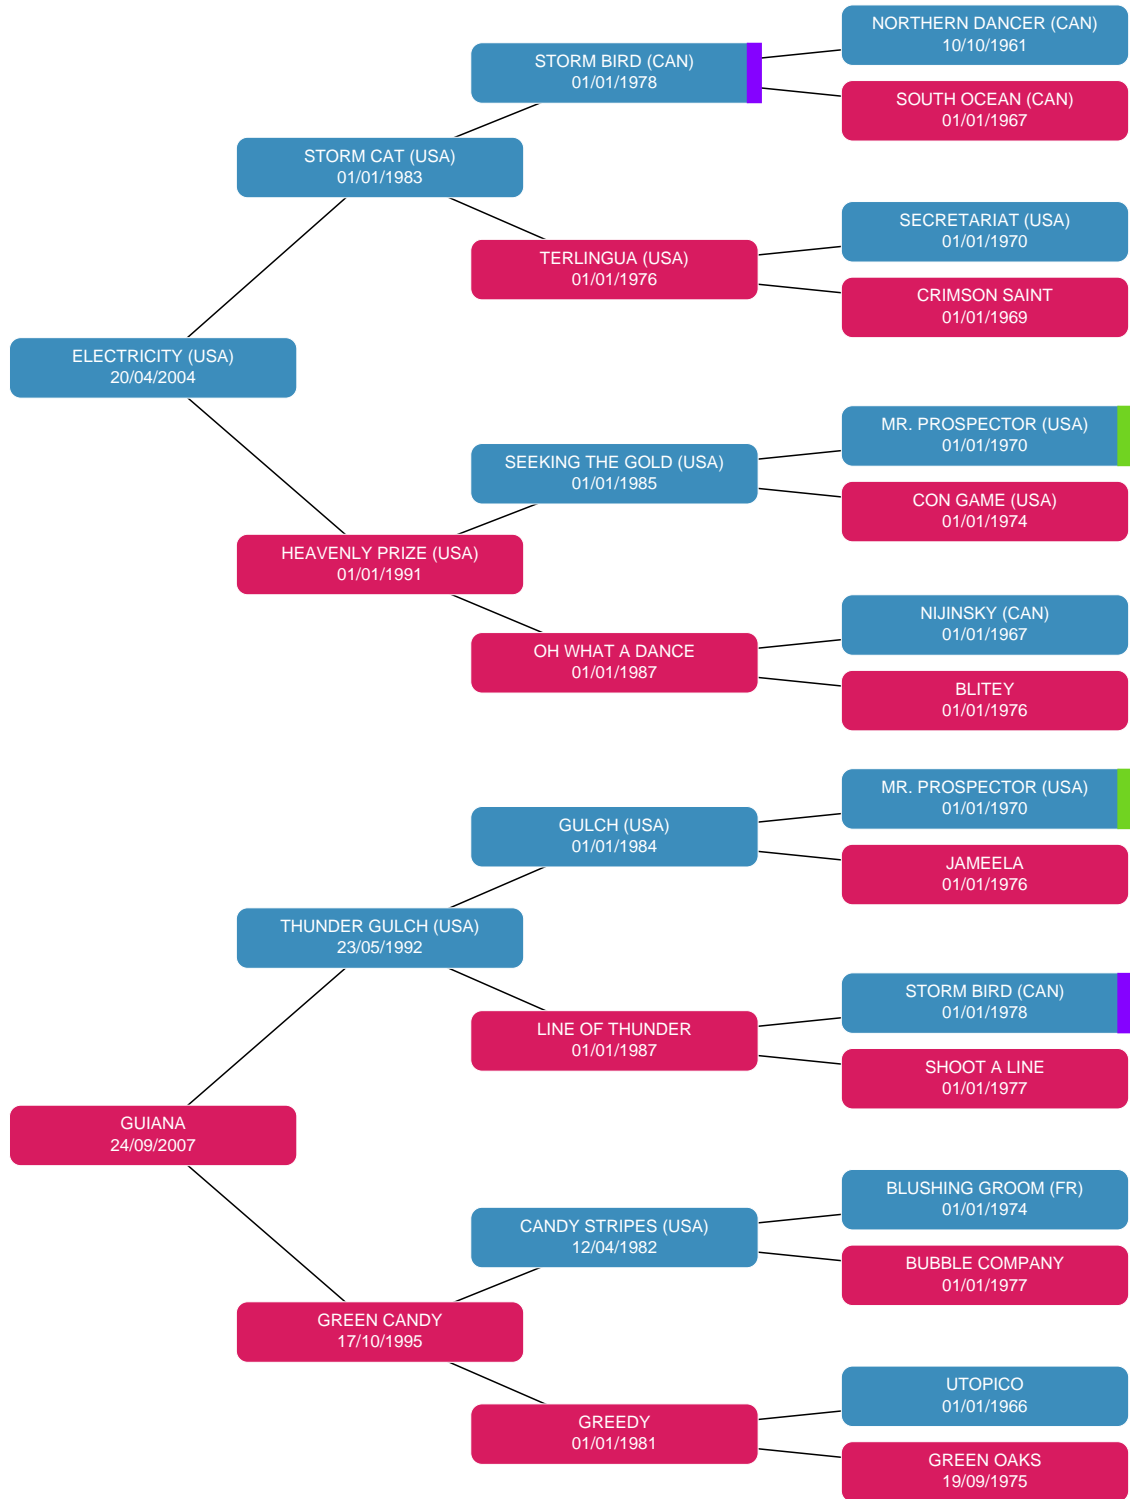 NORTHERN DANCER (CAN)
10/10/1961
STORM BIRD (CAN)
01/01/1978
SOUTH OCEAN (CAN)
01/01/1967
STORM CAT (USA)
01/01/1983
SECRETARIAT (USA)
01/01/1970
TERLINGUA (USA)
01/01/1976
CRIMSON SAINT
01/01/1969
ELECTRICITY (USA)
20/04/2004
MR. PROSPECTOR (USA)
01/01/1970
SEEKING THE GOLD (USA)
01/01/1985
CON GAME (USA)
01/01/1974
HEAVENLY PRIZE (USA)
01/01/1991
NIJINSKY (CAN)
01/01/1967
OH WHAT A DANCE
01/01/1987
BLITEY
01/01/1976
MR. PROSPECTOR (USA)
01/01/1970
GULCH (USA)
01/01/1984
JAMEELA
01/01/1976
THUNDER GULCH (USA)
23/05/1992
STORM BIRD (CAN)
01/01/1978
LINE OF THUNDER
01/01/1987
SHOOT A LINE
01/01/1977
GUIANA
24/09/2007
BLUSHING GROOM (FR)
01/01/1974
CANDY STRIPES (USA)
12/04/1982
BUBBLE COMPANY
01/01/1977
GREEN CANDY
17/10/1995
UTOPICO
01/01/1966
GREEDY
01/01/1981
GREEN OAKS
19/09/1975